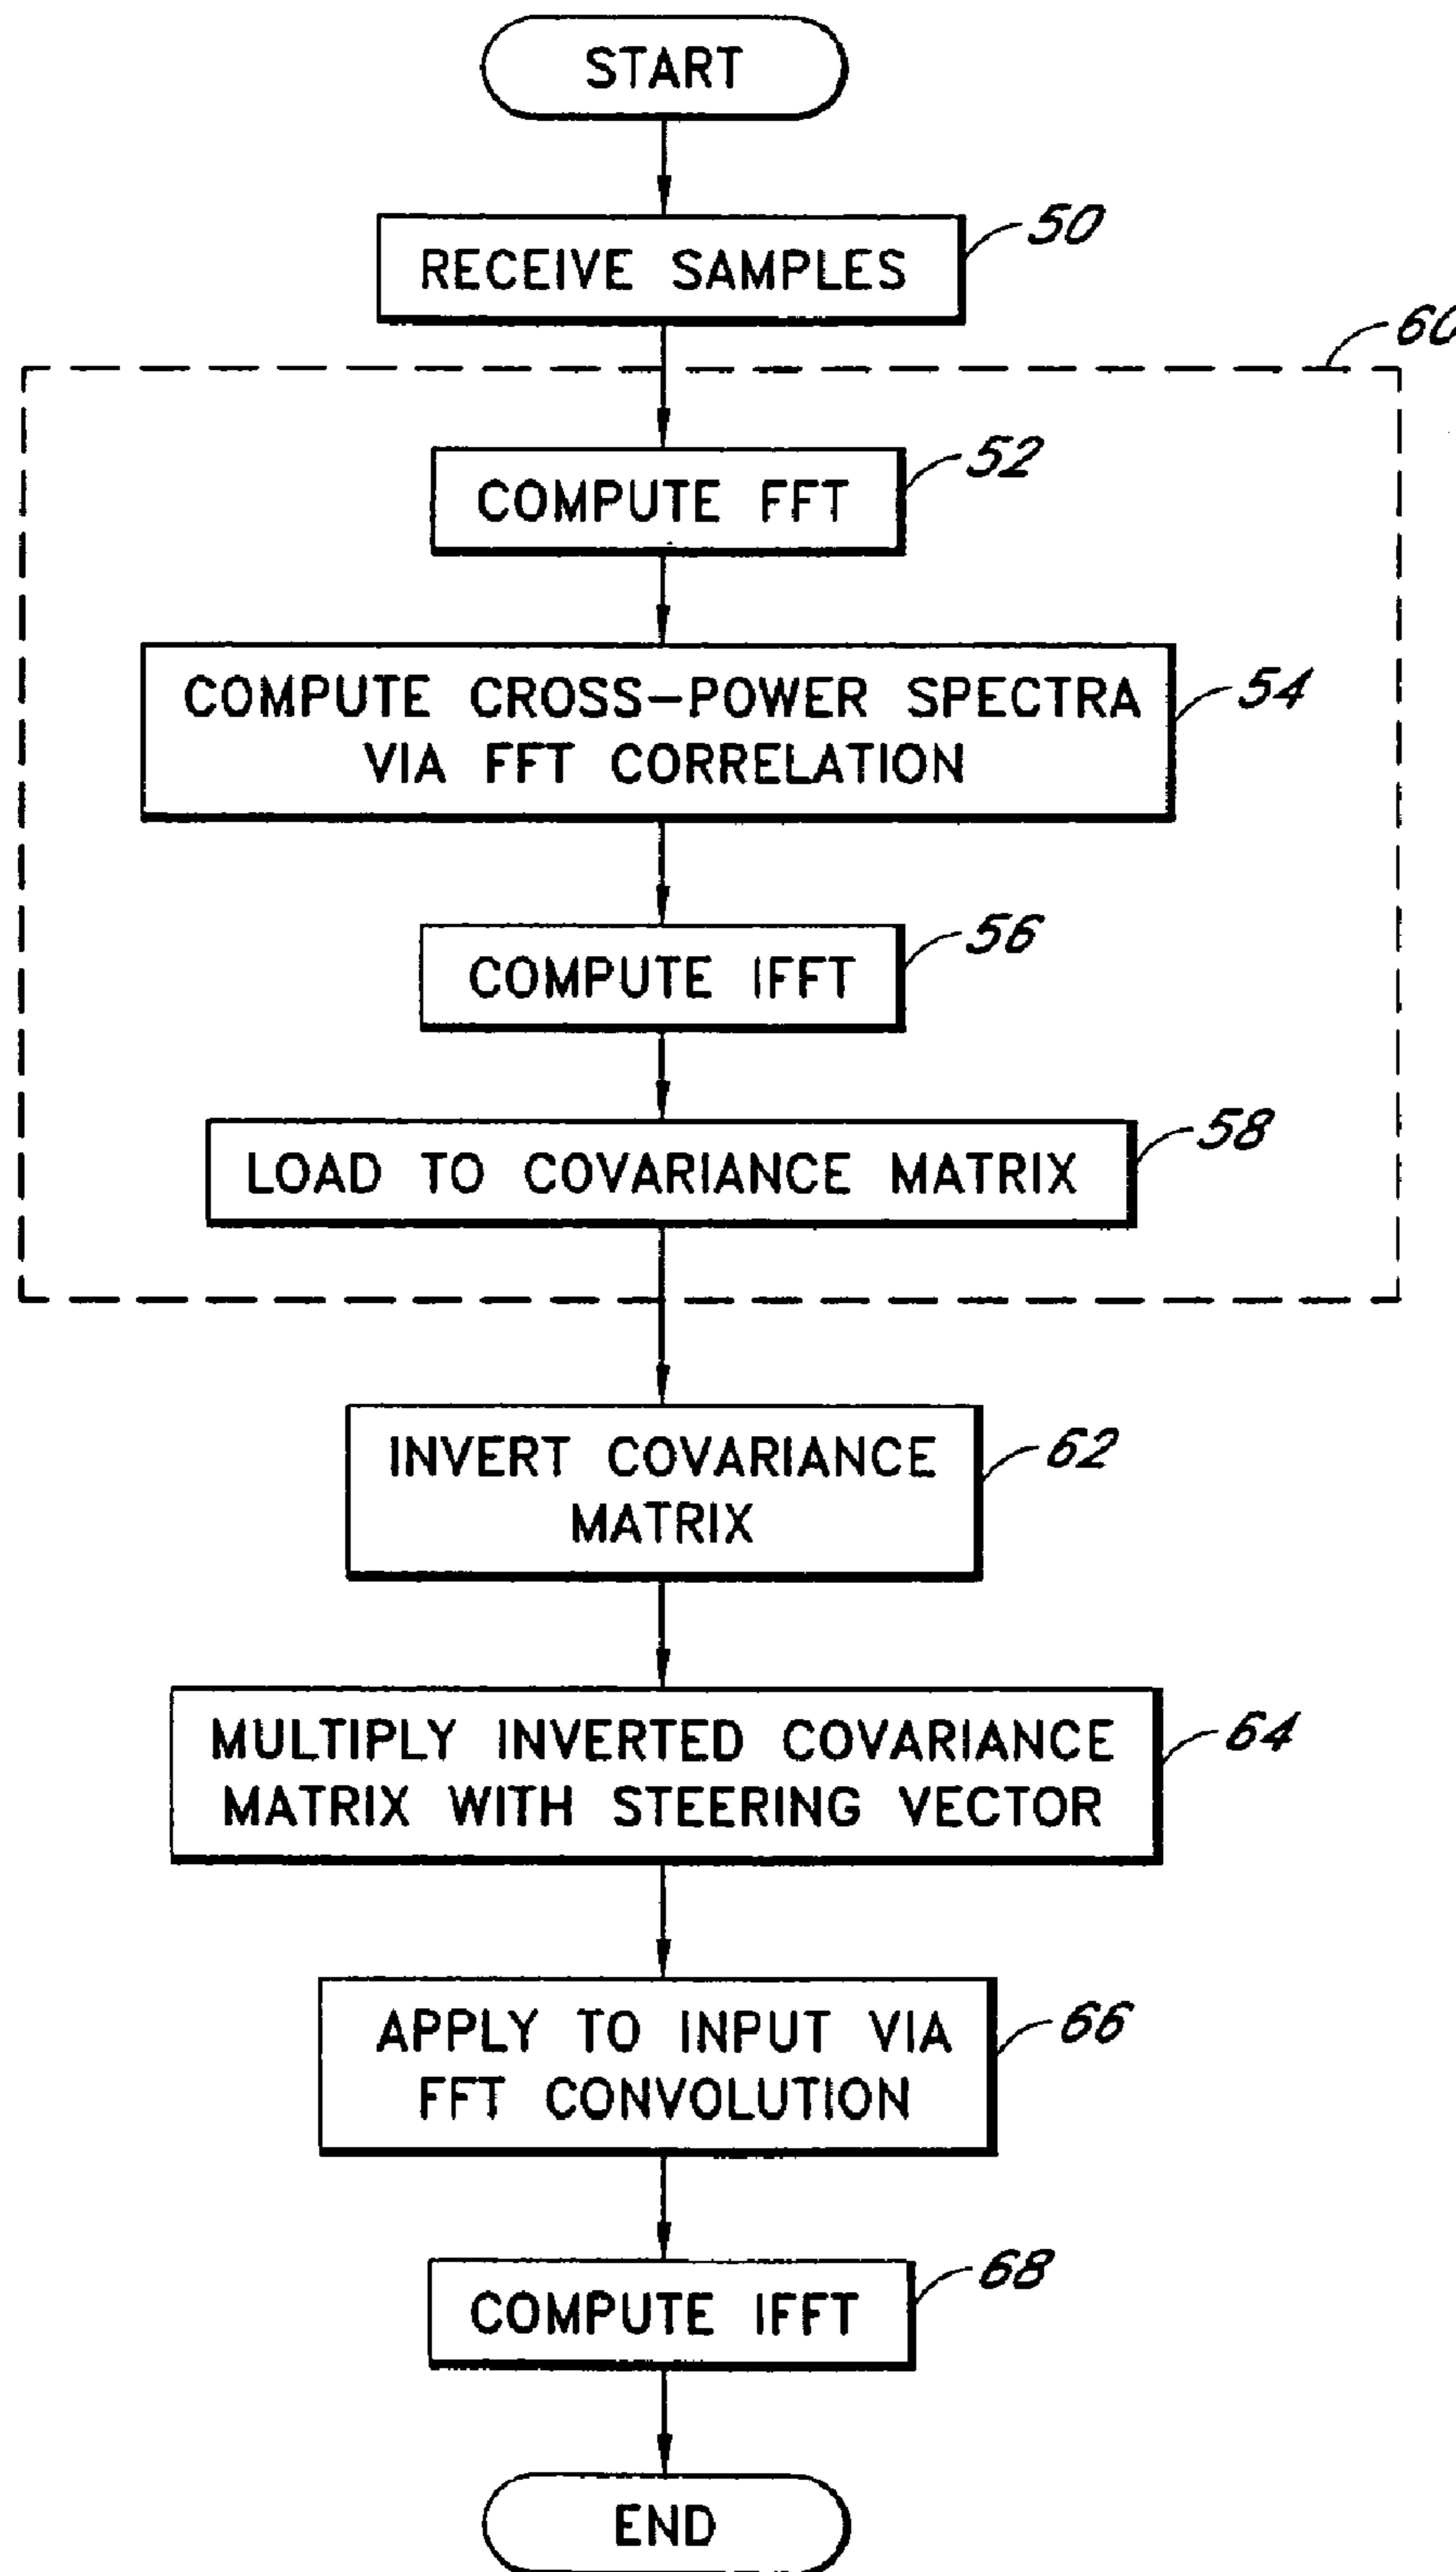 START
RECEIVE SAMPLES
50
60
COMPUTE FFT
52
COMPUTE CROSS-POWER SPECTRA
VIA FFT CORRELATION
54
COMPUTE IFFT
56
LOAD TO COVARIANCE MATRIX
58
INVERT COVARIANCE
MATRIX
62
MULTIPLY INVERTED COVARIANCE
MATRIX WITH STEERING VECTOR
64
APPLY TO INPUT VIA
FFT CONVOLUTION
66
COMPUTE IFFT
68
END